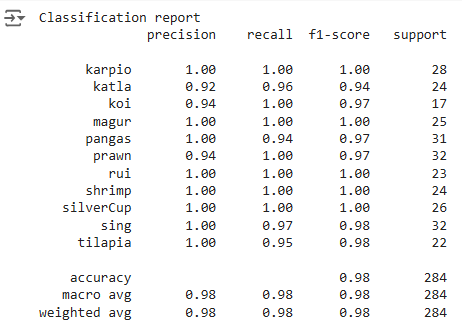 Classification report
precision recall f1-score support
karpio 1.00 1.00 1.00 28
katla 0.92 0.96 0.94 24
koi 0.94 1.00 0.97 17
magur 1.00 1.00 1.00 25
pangas 1.00 0.94 0.97 31
prawn 0.94 1.00 0.97 32
rui 1.00 1.00 1.00 23
shrimp 1.00 1.00 1.00 24
silverCup 1.00 1.00 1.00 26
sing 1.00 0.97 0.98 32
tilapia 1.00 0.95 0.98 22
accuracy 0.98 284
macro avg 0.98 0.98 0.98 284
weighted avg 0.98 0.98 0.98 284